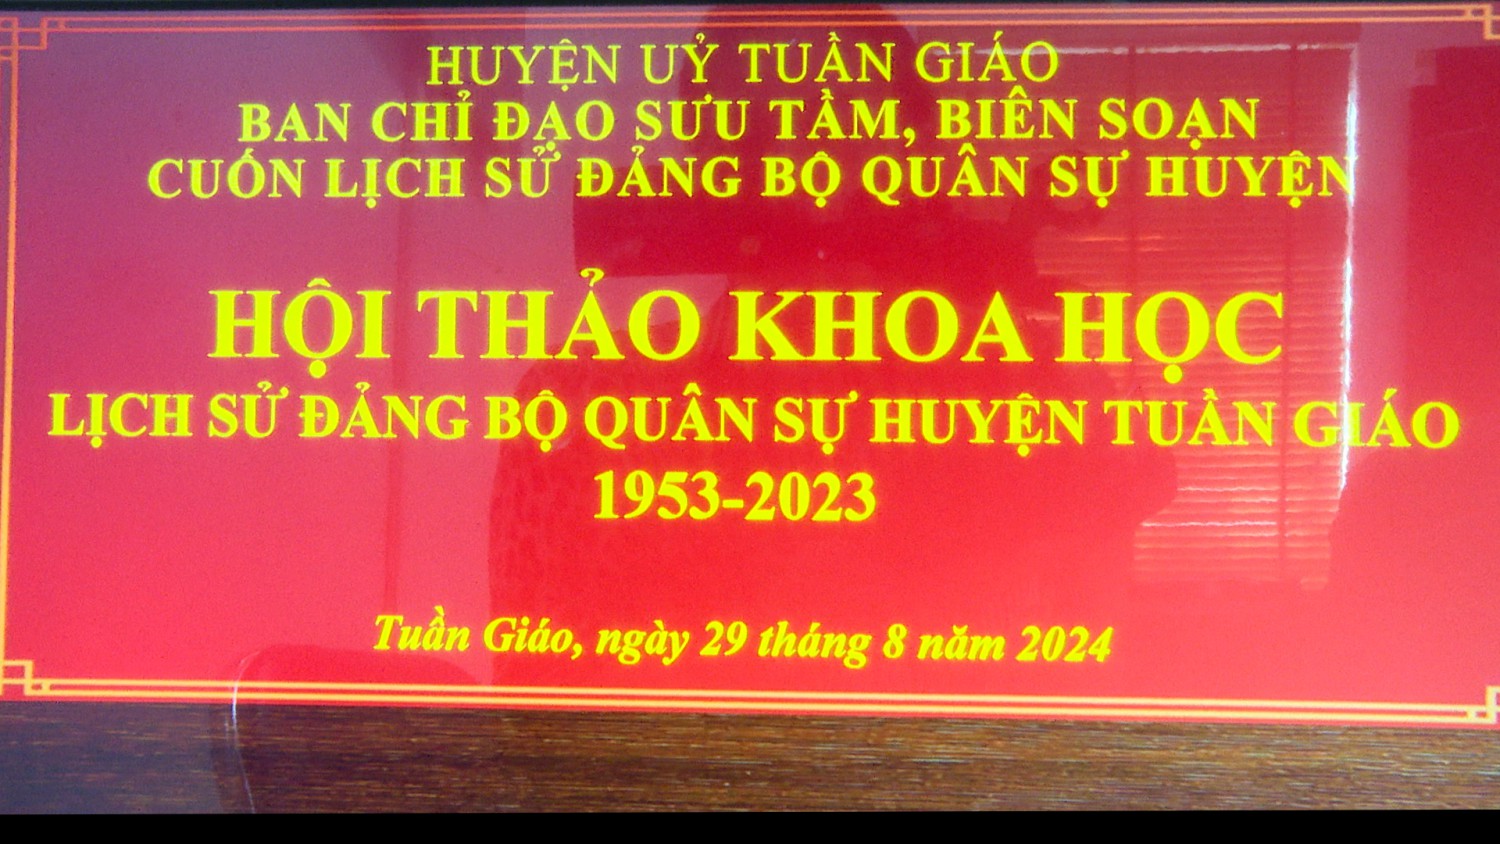 HUYỆN UỶ TUẦN GIÁO
BAN CHỈ ĐẠO SƯU TẦM, BIÊN SOẠN
CUỐN LỊCH SỬ ĐẢNG BỘ QUÂN SỰ HUYỆN
HỘI THẢO KHOA HỌC
LỊCH SỬ ĐẢNG BỘ QUÂN SỰ HUYỆN TUẦN GIÁO
1953-2023
Tuần Giáo, ngày 29 tháng 8 năm 2024